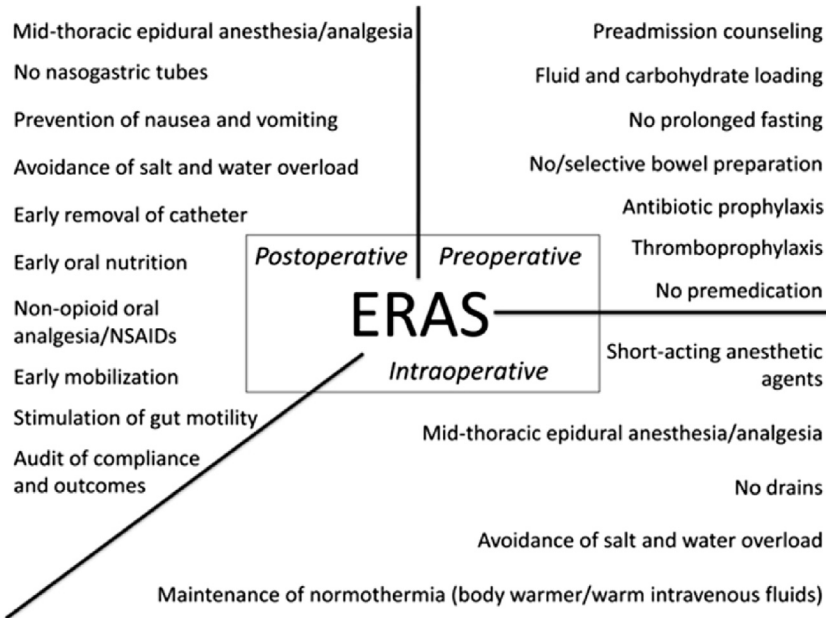 Mid-thoracic epidural anesthesia/analgesia
No nasogastric tubes
Prevention of nausea and vomiting
Avoidance of salt and water overload
Early removal of catheter
Early oral nutrition
Non-opioid oral
analgesia/NSAIDs
Early mobilization
Stimulation of gut motility
Audit of compliance
and outcomes
Preadmission counseling
Fluid and carbohydrate loading
No prolonged fasting
No/selective bowel preparation
Antibiotic prophylaxis
Thromboprophylaxis
No premedication
Postoperative
Preoperative
ERAS
Intraoperative
Short-acting anesthetic
agents
Mid-thoracic epidural anesthesia/analgesia
No drains
Avoidance of salt and water overload
Maintenance of normothermia (body warmer/warm intravenous fluids)